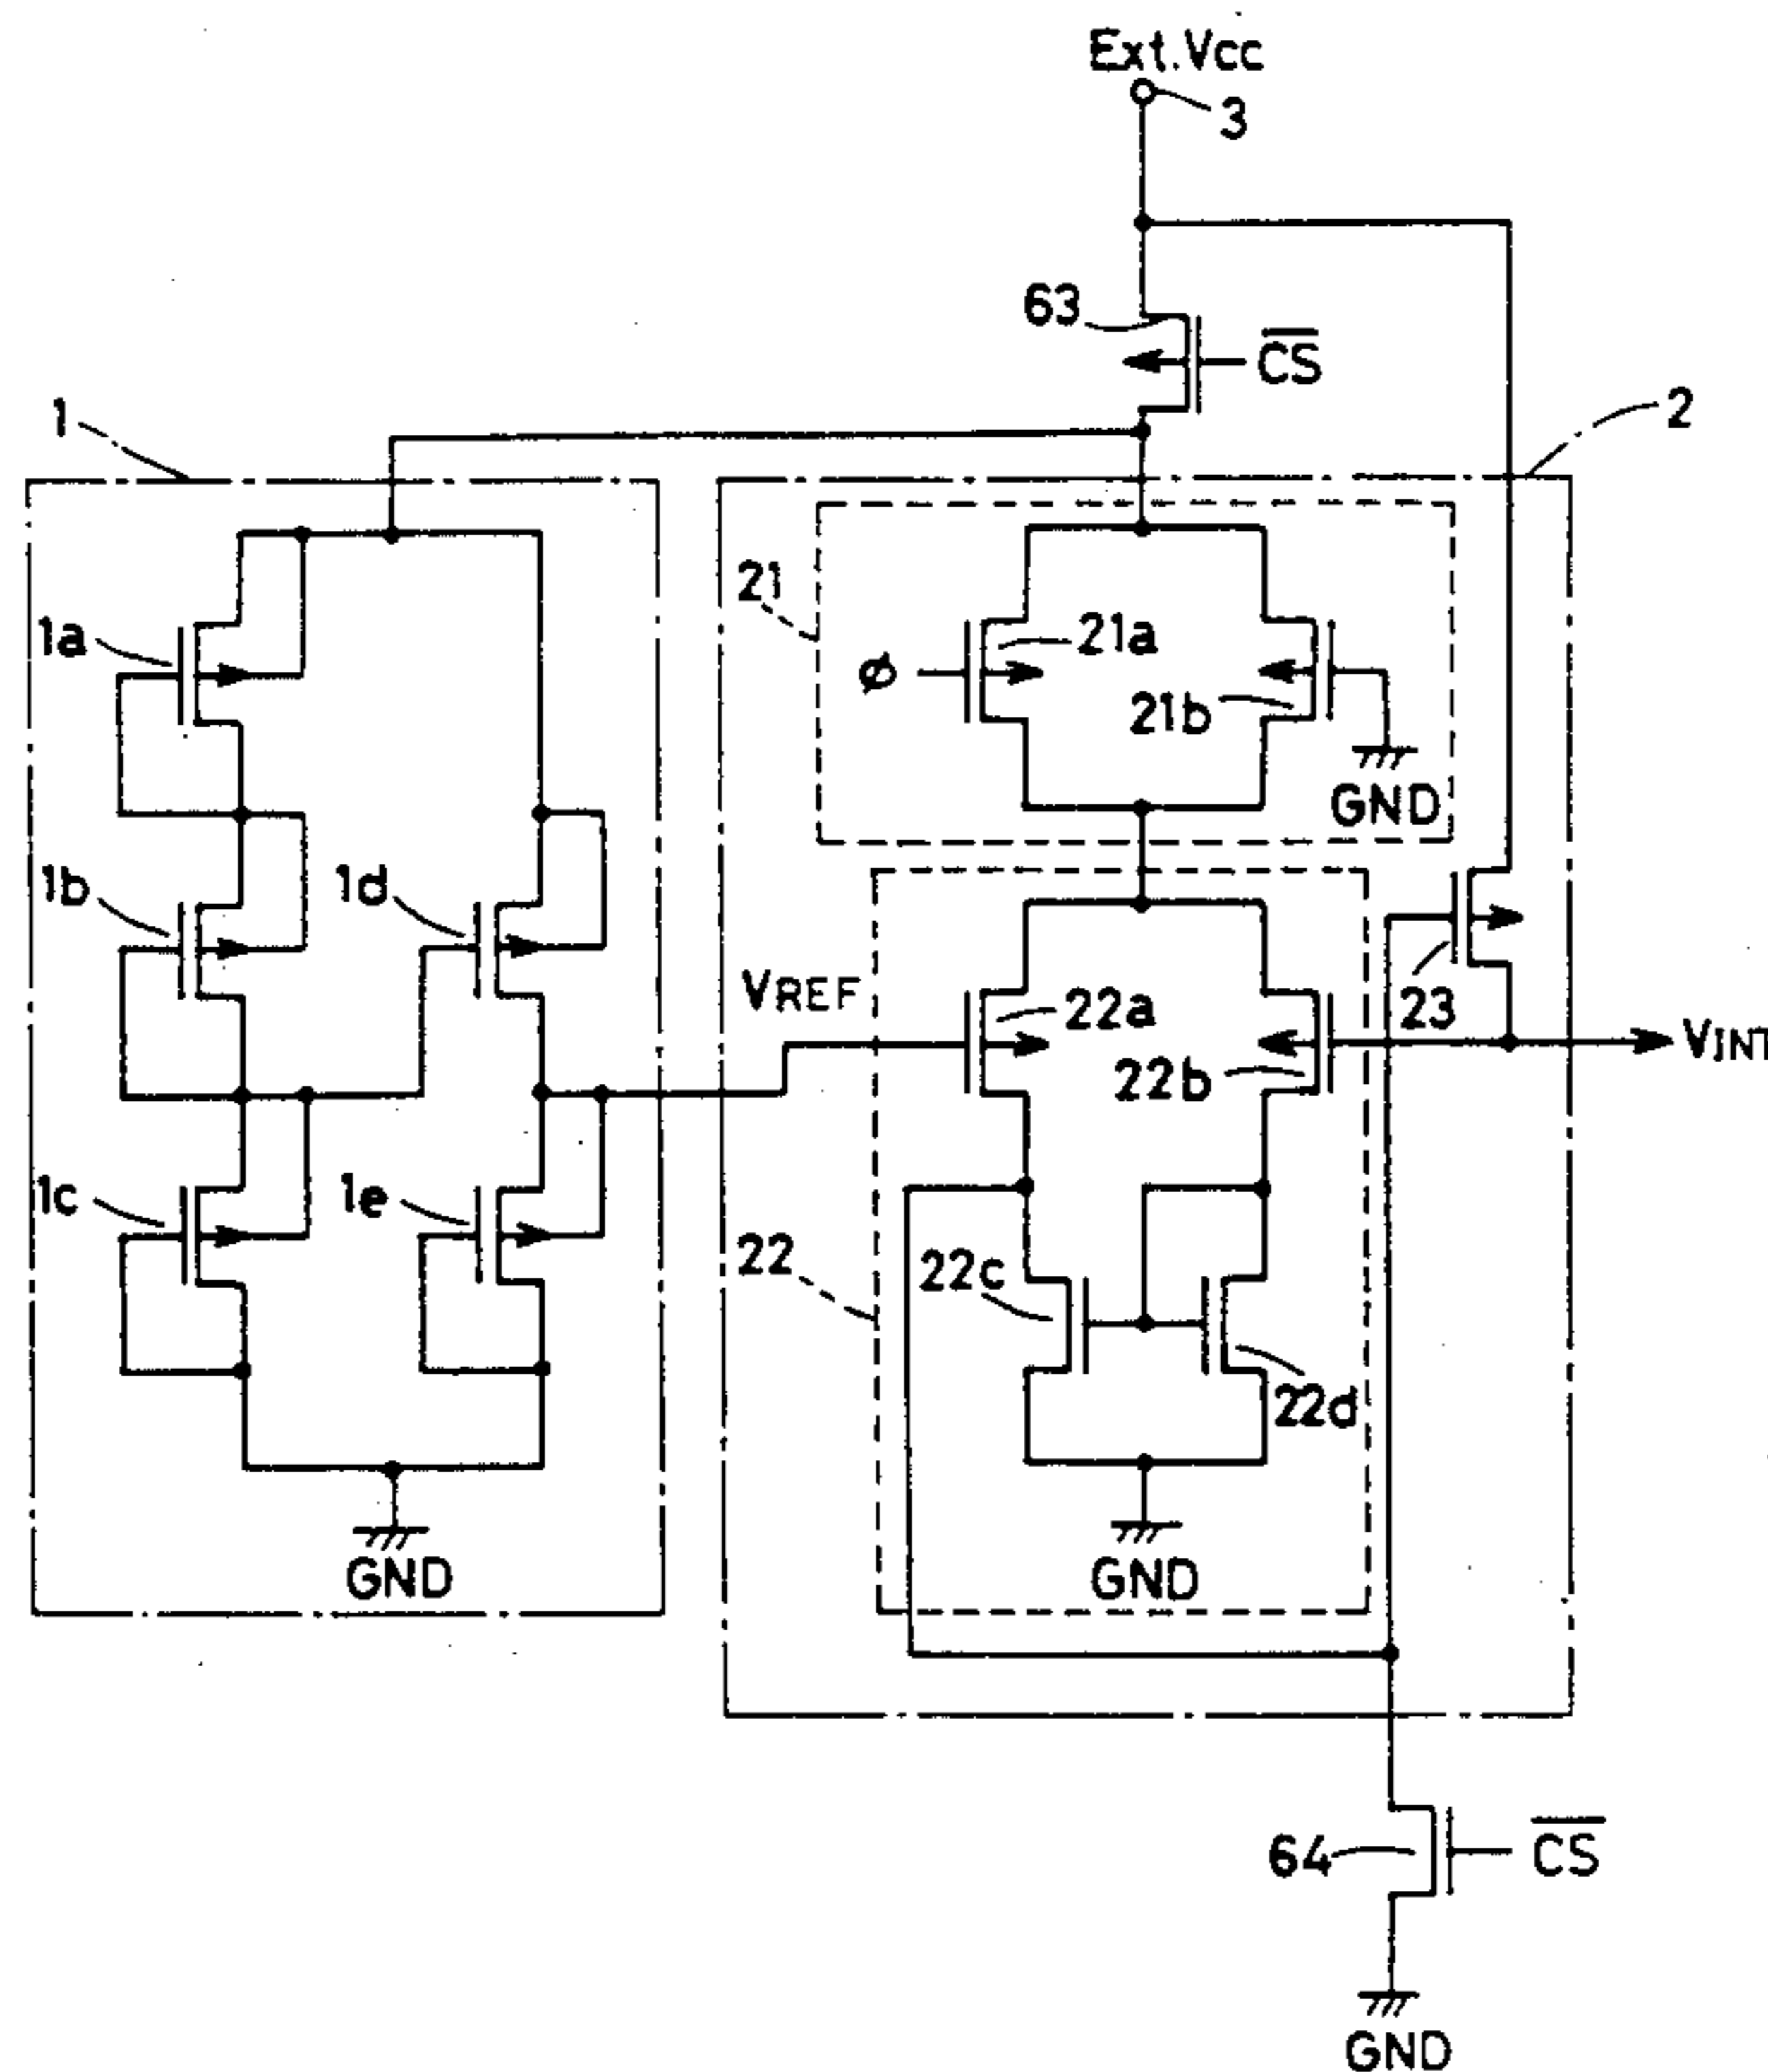 Ext.Vcc
3
63
CS
1
2
21
1a
21a
ø
21b
GND
1b
1d
VREF
22a
23
VINT
22b
1c
1e
22
22c
22d
GND
GND
64
CS
GND